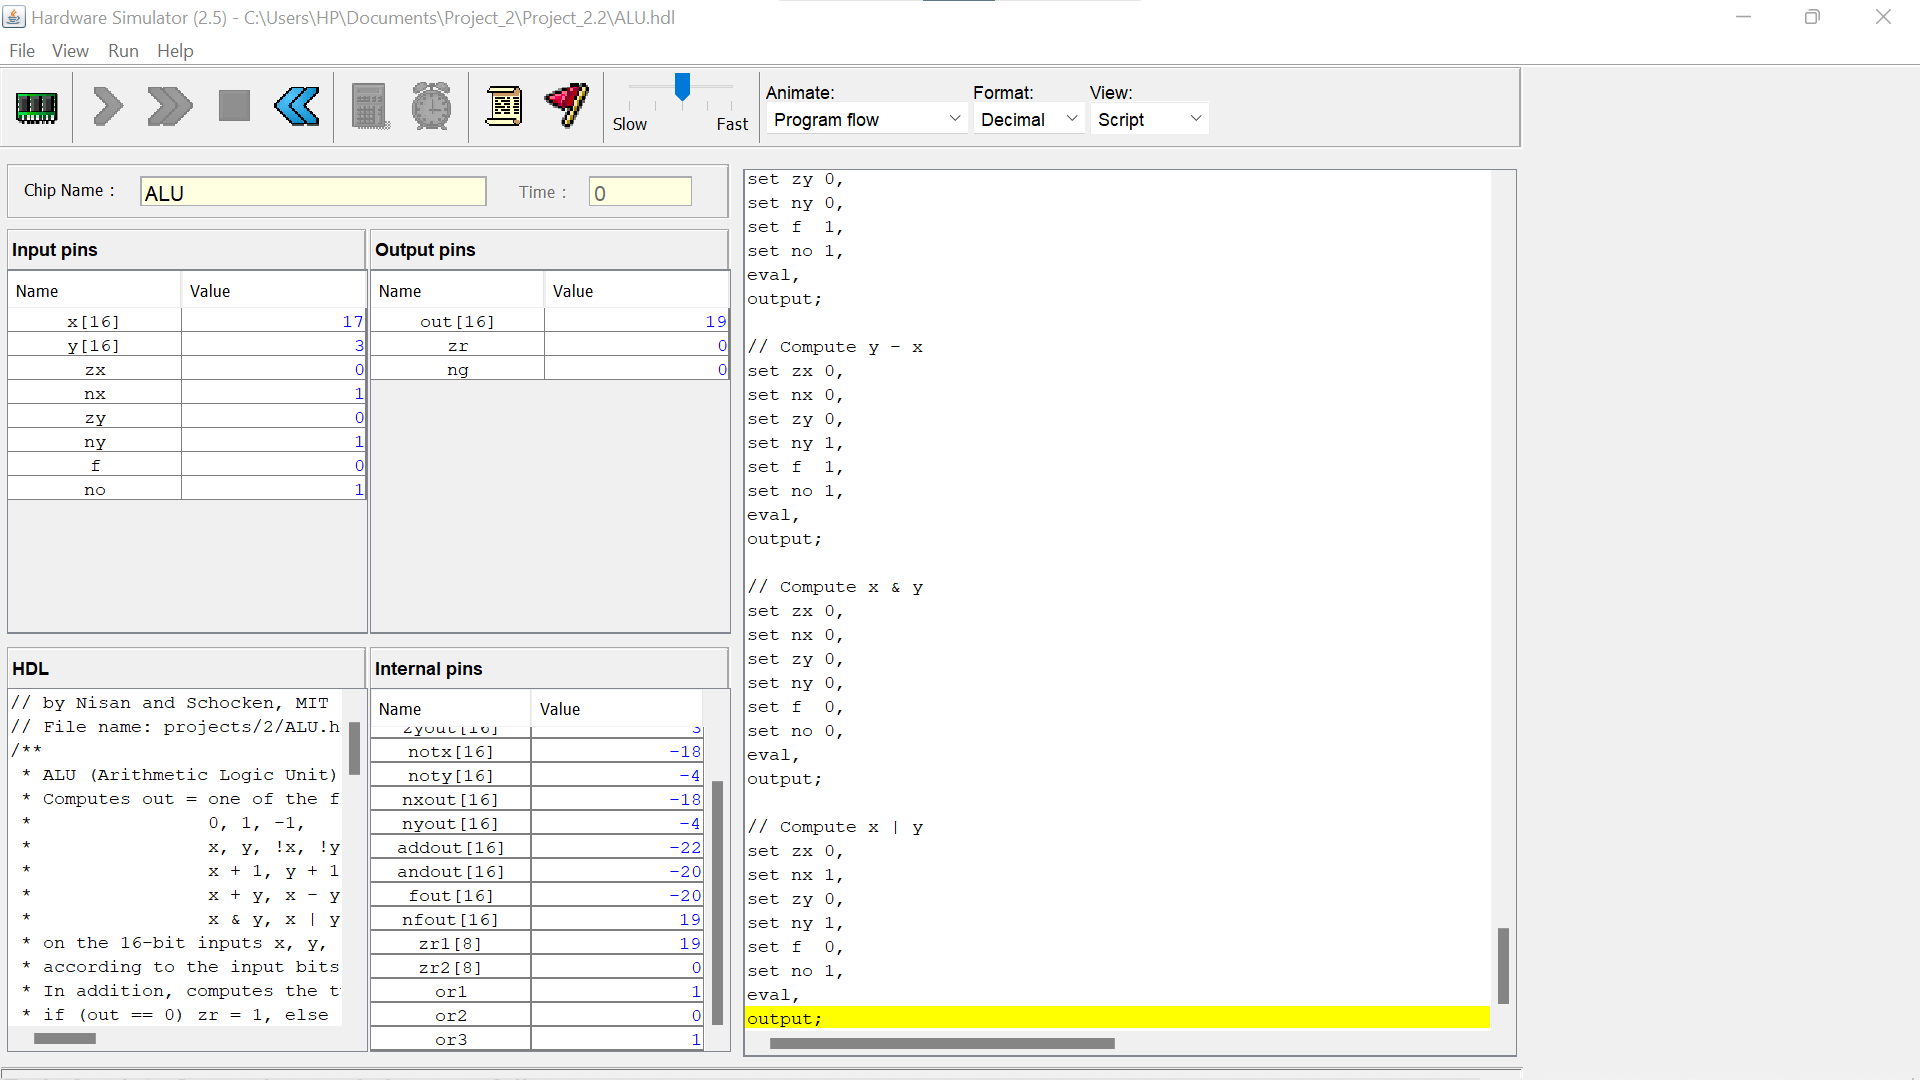 Hardware Simulator (2.5) - C:\Users\HP\Documents\Project_2\Project_2.2\ALU.hdl
File View Run Help
Slow Fast
Animate: Format: View:
Program flow Decimal Script
Chip Name : ALU Time : 0
Input pins
Name Value
x[16] 17
y[16] 3
zx 0
nx 1
zy 0
ny 1
f 0
no 1
Output pins
Name Value
out[16] 19
zr 0
ng 0
HDL
// by Nisan and Schocken, MIT
// File name: projects/2/ALU.h
/**
* ALU (Arithmetic Logic Unit)
* Computes out = one of the f
* 0, 1, -1,
* x, y, !x, !y
* x + 1, y + 1
* x + y, x - y
* x & y, x | y
* on the 16-bit inputs x, y,
* according to the input bits
* In addition, computes the t
* if (out == 0) zr = 1, else
Internal pins
Name Value
zyout[16] 3
notx[16] -18
noty[16] -4
nxout[16] -18
nyout[16] -4
addout[16] -22
andout[16] -20
fout[16] -20
nfout[16] 19
zr1[8] 19
zr2[8] 0
or1 1
or2 0
or3 1
set zy 0,
set ny 0,
set f 1,
set no 1,
eval,
output;
// Compute y - x
set zx 0,
set nx 0,
set zy 0,
set ny 1,
set f 1,
set no 1,
eval,
output;
// Compute x & y
set zx 0,
set nx 0,
set zy 0,
set ny 0,
set f 0,
set no 0,
eval,
output;
// Compute x | y
set zx 0,
set nx 1,
set zy 0,
set ny 1,
set f 0,
set no 1,
eval,
output;